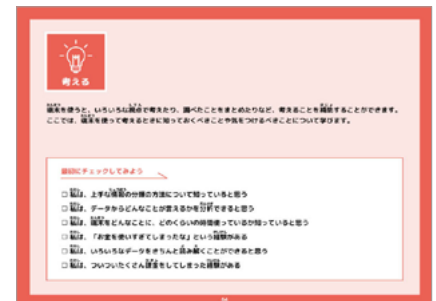 考える
端末を使うと、いろいろな視点で考えたり、調べたことをまとめたりなど、考えることを補助することができます。
ここでは、端末を使って考えるときに知っておくべきことや気をつけるべきことについて学びます。
最初にチェックしてみよう
□私は、上手な情報の分類の方法について知っていると思う
□私は、データからどんなことが言えるかを分析できると思う
□私は、端末をどんなことに、どのくらいの時間使っているか知っていると思う
□私は、「お金を使いすぎてしまったな」という経験がある
□私は、いろいろなデータをきちんと読み解くことができると思う
□私は、ついついたくさん課金をしてしまった経験がある